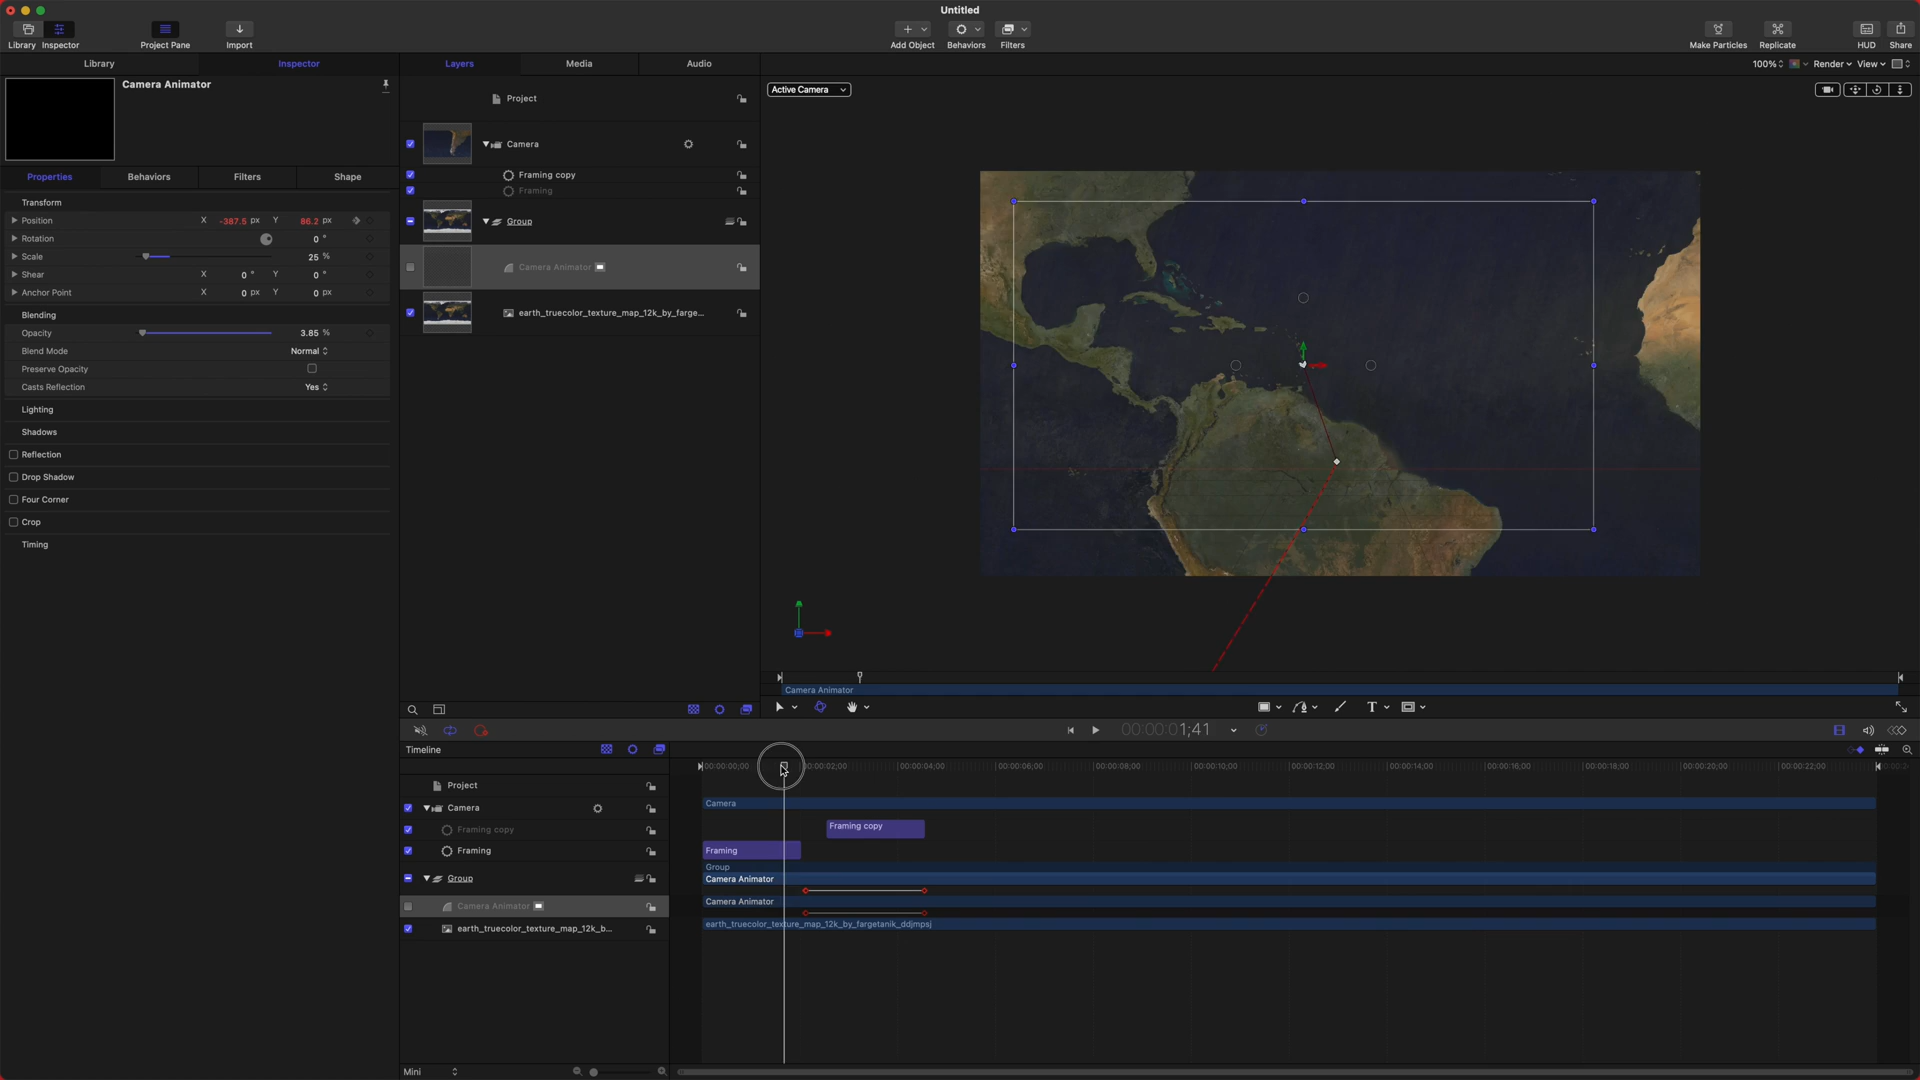 Untitled
Library Inspector Project Pane Import Add Object Behaviors Filters Make Particles Replicate HUD Share
Library Inspector Layers Media Audio 100% Render View
Camera Animator
Active Camera
Project
Camera
Properties Behaviors Filters Shape
Framing copy
Framing
Transform
Position X -387.5 px Y 86.2 px
Group
Rotation 0 °
Scale 25 %
Camera Animator
Shear X 0 ° Y 0 °
Anchor Point X 0 px Y 0 px
Blending
earth_truecolor_texture_map_12k_by_farge...
Opacity 3.85 %
Blend Mode Normal
Preserve Opacity
Casts Reflection Yes
Lighting
Shadows
Reflection
Drop Shadow
Four Corner
Crop
Timing
Camera Animator
T
00:00:01;41
Timeline
00:00:00;00 00:00:02;00 00:00:04;00 00:00:06;00 00:00:08;00 00:00:10;00 00:00:12;00 00:00:14;00 00:00:16;00 00:00:18;00 00:00:20;00 00:00:22;00
Project
Camera Camera
Framing copy Framing copy
Framing Framing
Group
Group Camera Animator
Camera Animator Camera Animator
earth_truecolor_texture_map_12k_b... earth_truecolor_texture_map_12k_by_fargetanik_ddjmpsj
Mini